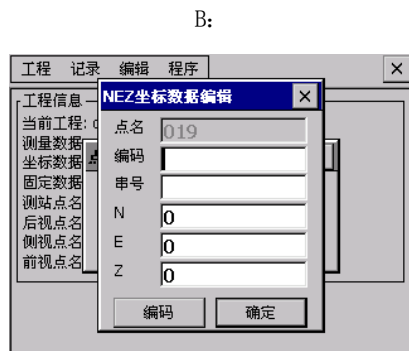 B:
工程 记录 编辑 程序
工程信息
当前工程:
测量数据
坐标数据
固定数据
测站点名
后视点名
侧视点名
前视点名
NEZ坐标数据编辑
点名 019
编码
串号
N 0
E 0
Z 0
编码 确定